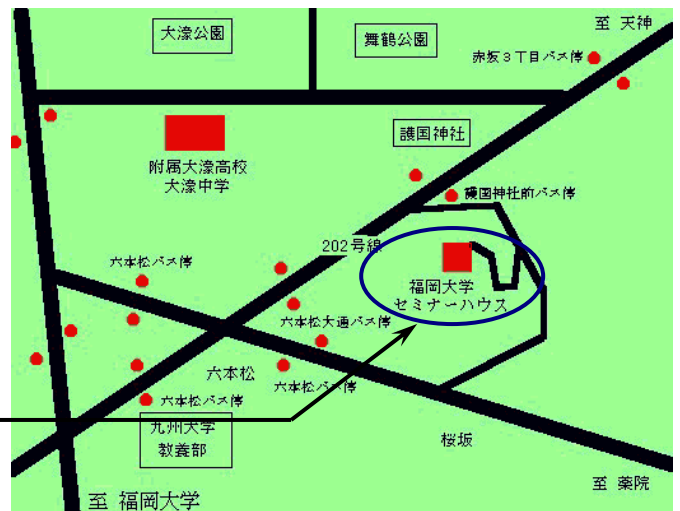 至 天神
大濠公園
舞鶴公園
赤坂３丁目バス停
護国神社
附属大濠高校
大濠中学
護国神社前バス停
202号線
六本松バス停
福岡大学
セミナーハウス
六本松大通バス停
六本松
六本松バス停
六本松バス停
九州大学
教養部
桜坂
至 薬院
至 福岡大学